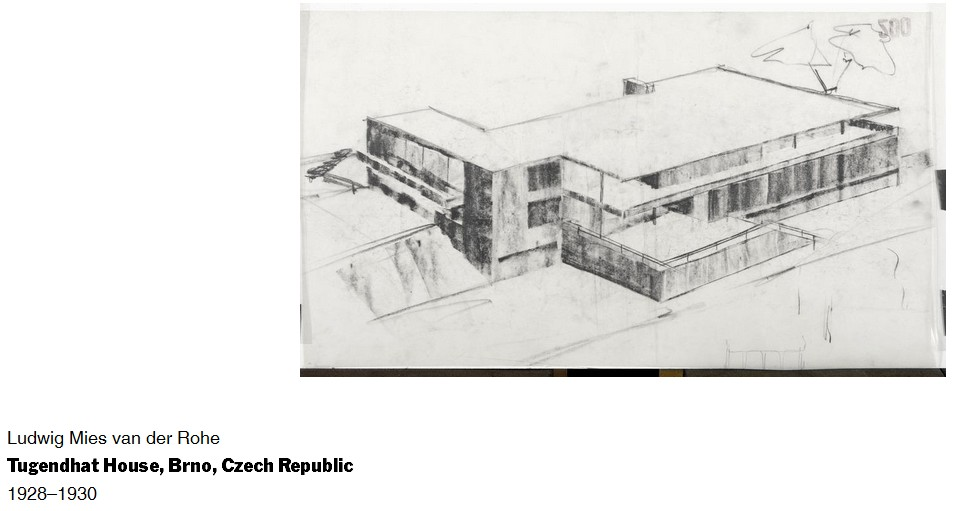 Ludwig Mies van der Rohe
Tugendhat House, Brno, Czech Republic
1928–1930